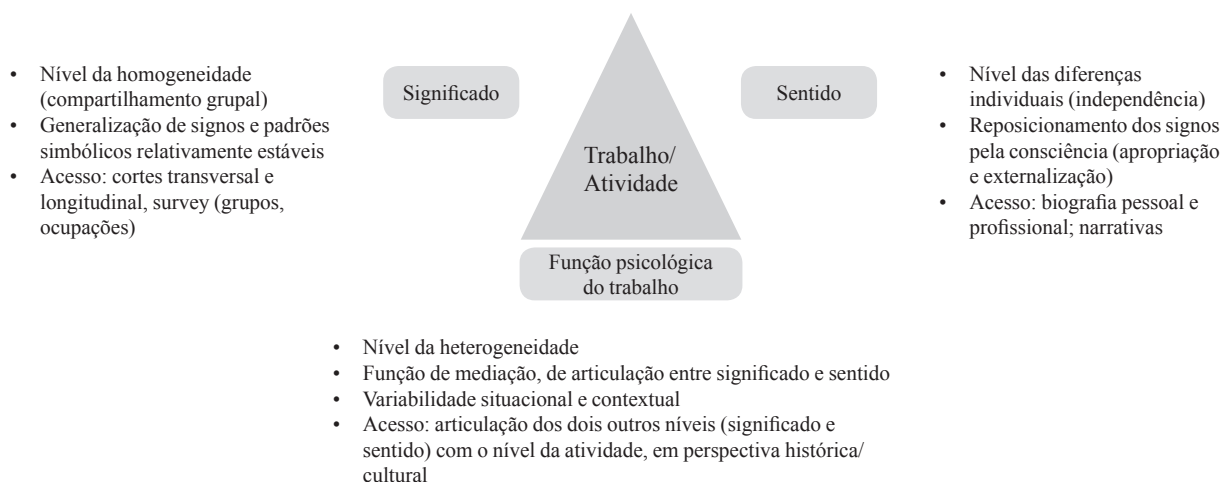 • Nível da homogeneidade
(compartilhamento grupal)
• Generalização de signos e padrões
simbólicos relativamente estáveis
• Acesso: cortes transversal e
longitudinal, survey (grupos,
ocupações)
Significado
Trabalho/
Atividade
Sentido
• Nível das diferenças
individuais (independência)
• Reposicionamento dos signos
pela consciência (apropriação
e externalização)
• Acesso: biografia pessoal e
profissional; narrativas
Função psicológica
do trabalho
• Nível da heterogeneidade
• Função de mediação, de articulação entre significado e sentido
• Variabilidade situacional e contextual
• Acesso: articulação dos dois outros níveis (significado e
sentido) com o nível da atividade, em perspectiva histórica/
cultural